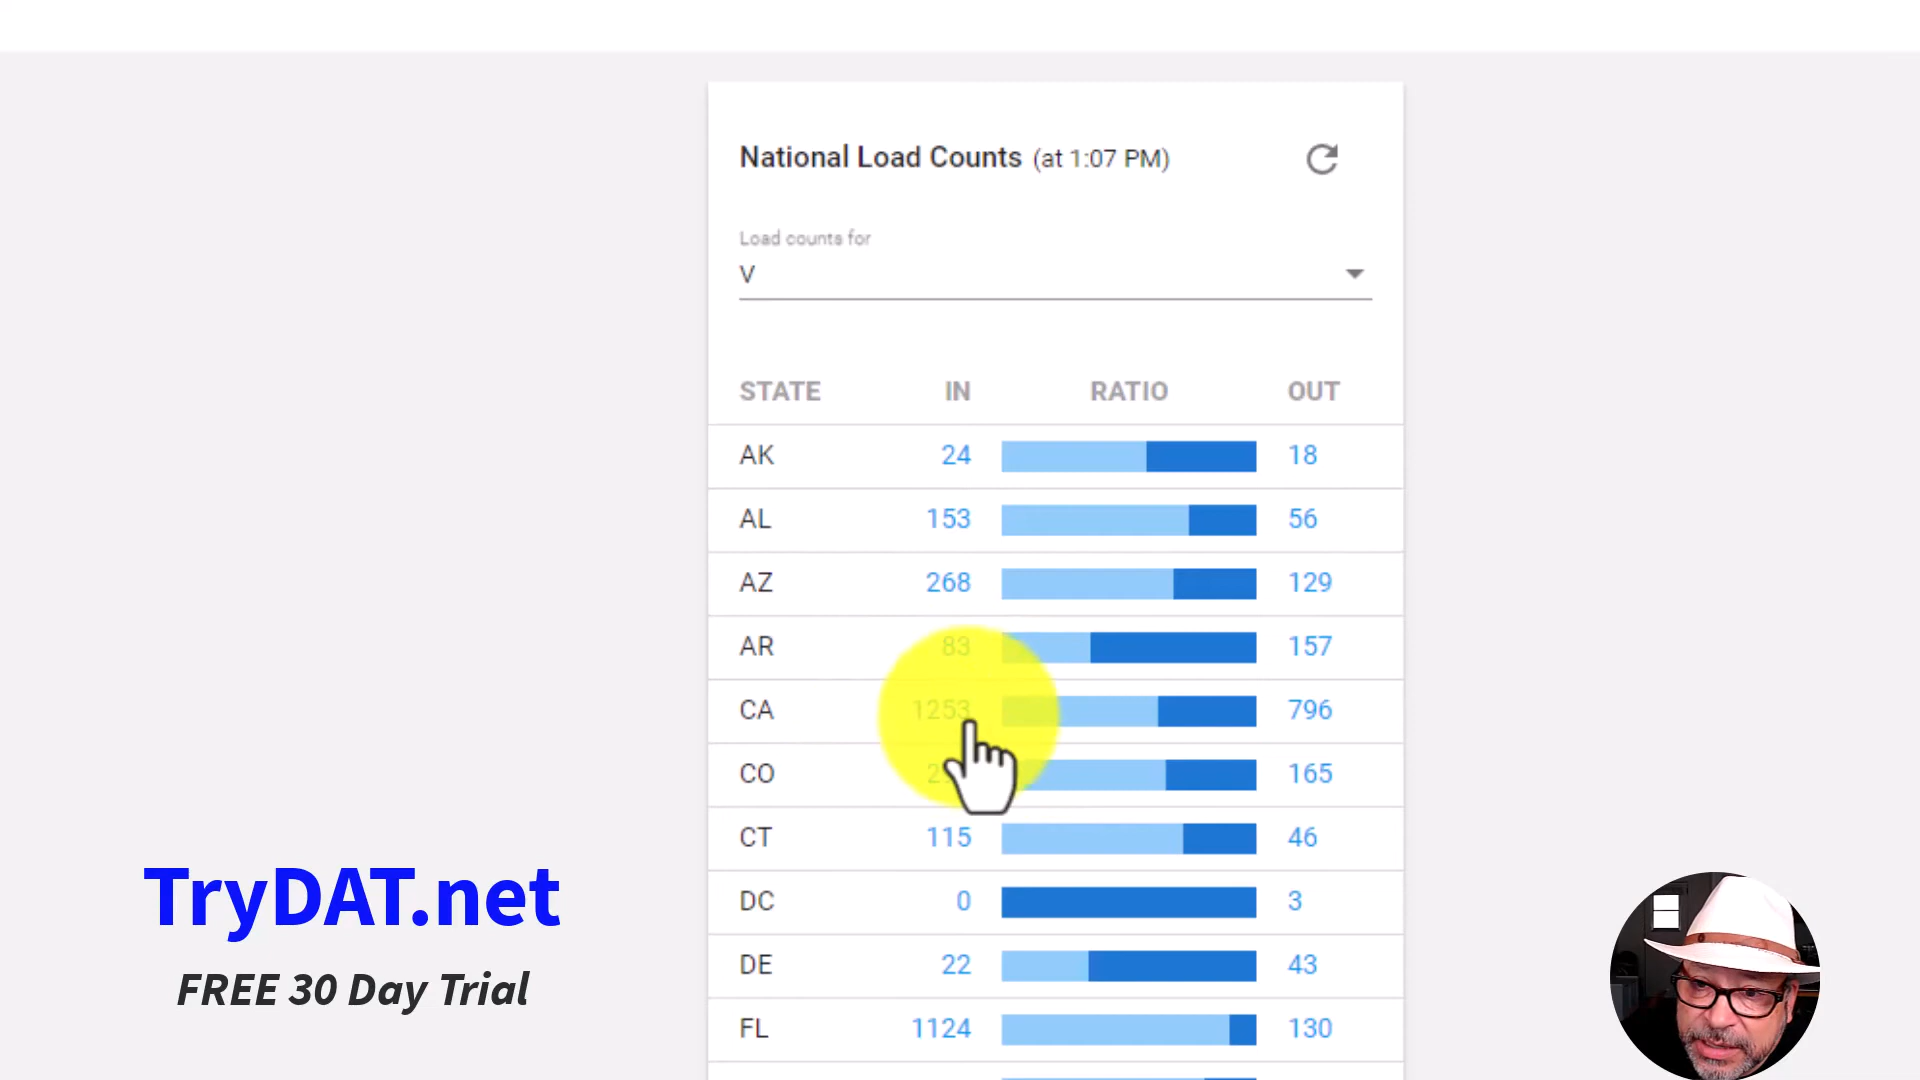 National Load Counts (at 1:07 PM)
Load counts for
V
STATE IN RATIO OUT
AK 24 18
AL 153 56
AZ 268 129
AR 83 157
CA 1253 796
CO 165
CT 115 46
DC 0 3
DE 22 43
FL 1124 130
TryDAT.net
FREE 30 Day Trial